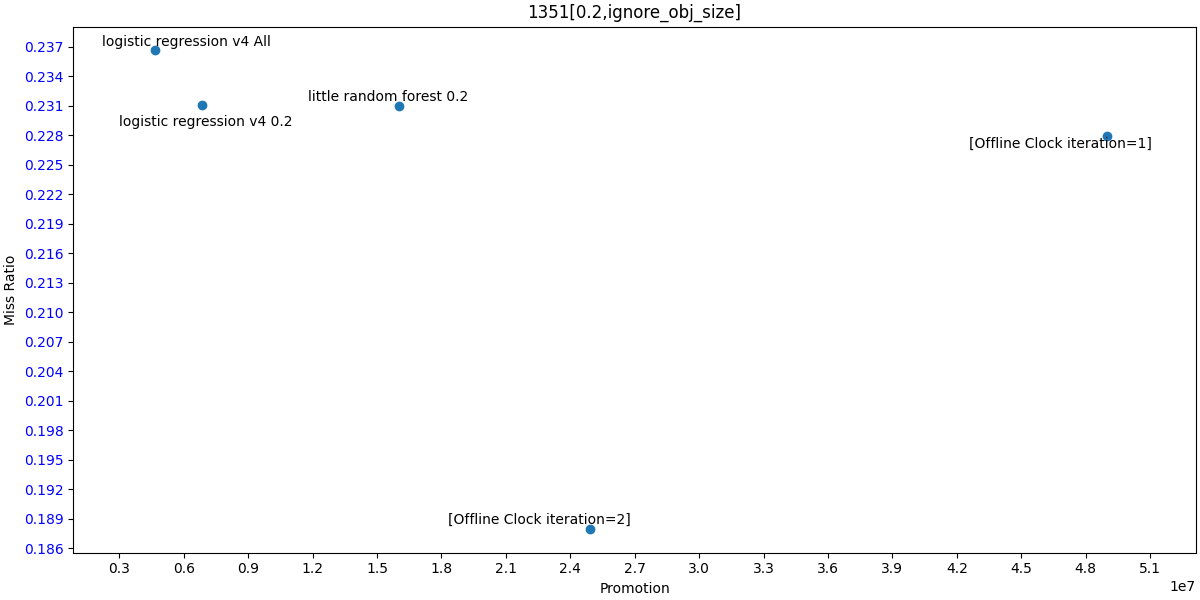 1351[0.2,ignore_obj_size]
logistic regression v4 All
little random forest 0.2
logistic regression v4 0.2
[Offline Clock iteration=1]
[Offline Clock iteration=2]
Miss Ratio
0.237
0.234
0.231
0.228
0.225
0.222
0.219
0.216
0.213
0.210
0.207
0.204
0.201
0.198
0.195
0.192
0.189
0.186
0.3 0.6 0.9 1.2 1.5 1.8 2.1 2.4 2.7 3.0 3.3 3.6 3.9 4.2 4.5 4.8 5.1
1e7
Promotion